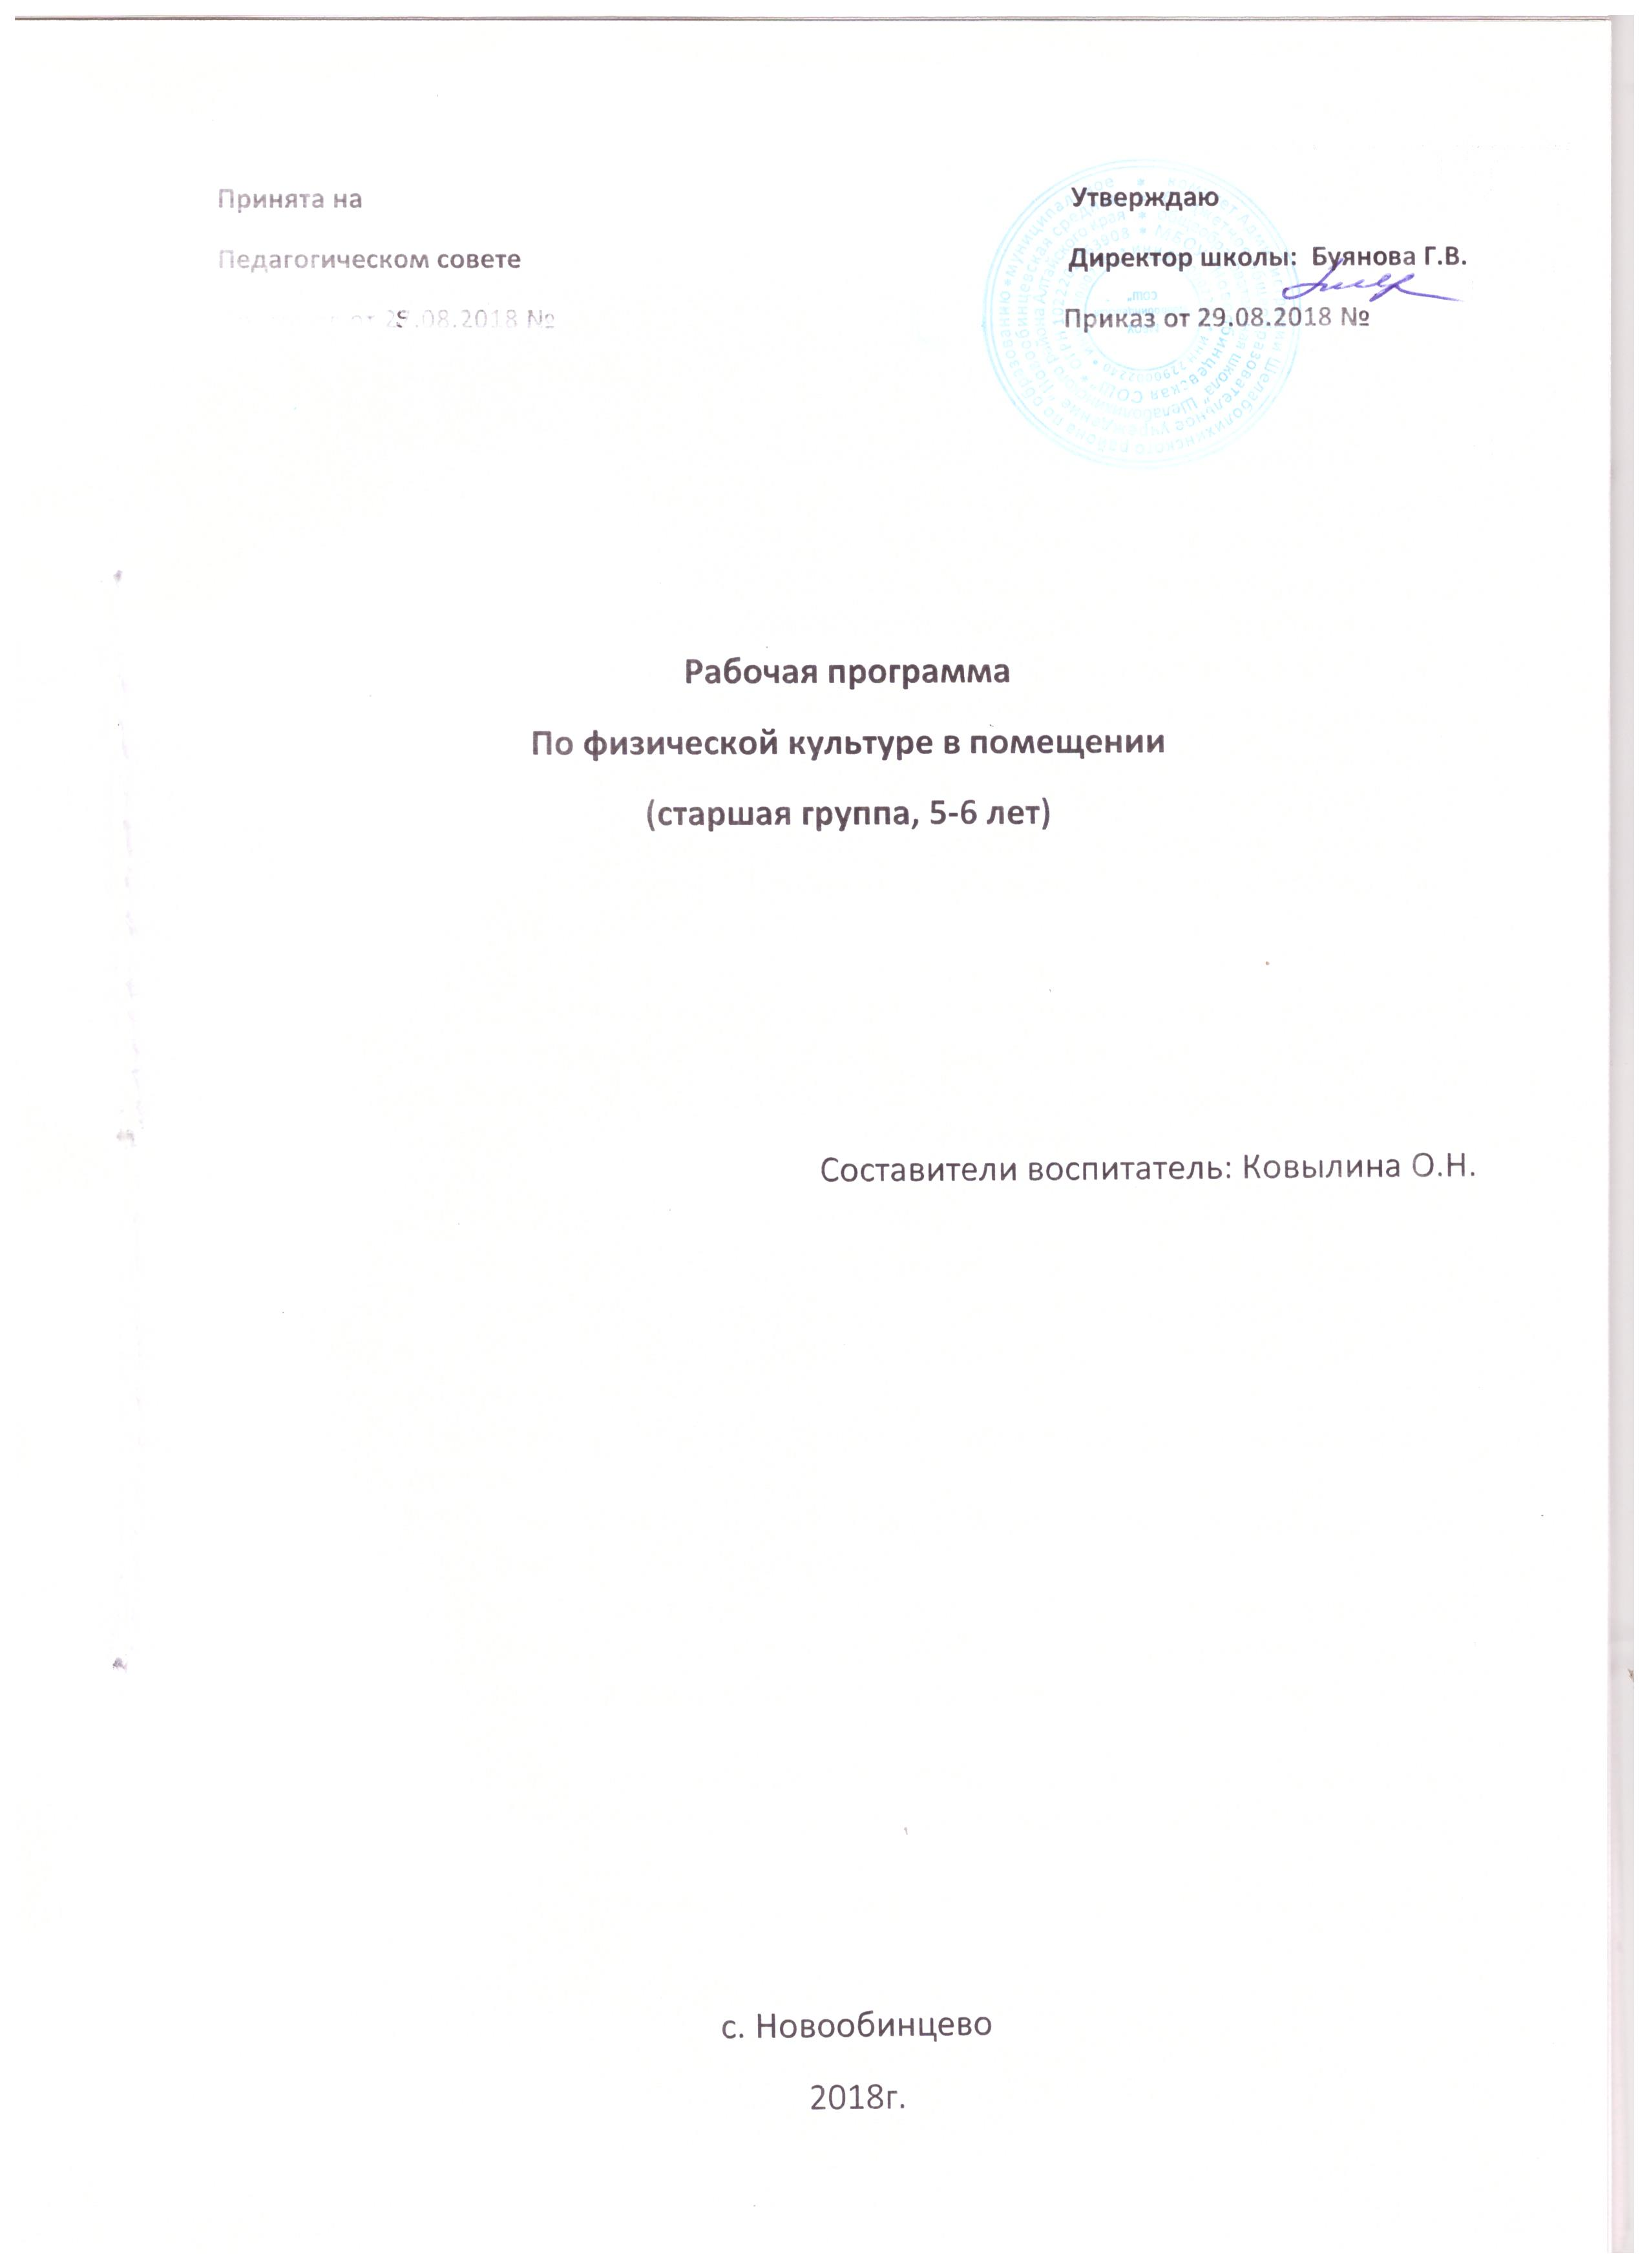 Принята на
Педагогическом совете
от 29.08.2018 №
Утверждаю
Директор школы: Буянова Г.В.
Приказ от 29.08.2018 №
Рабочая программа
По физической культуре в помещении
(старшая группа, 5-6 лет)
Составители воспитатель: Ковылина О.Н.
с. Новообинцево
2018г.